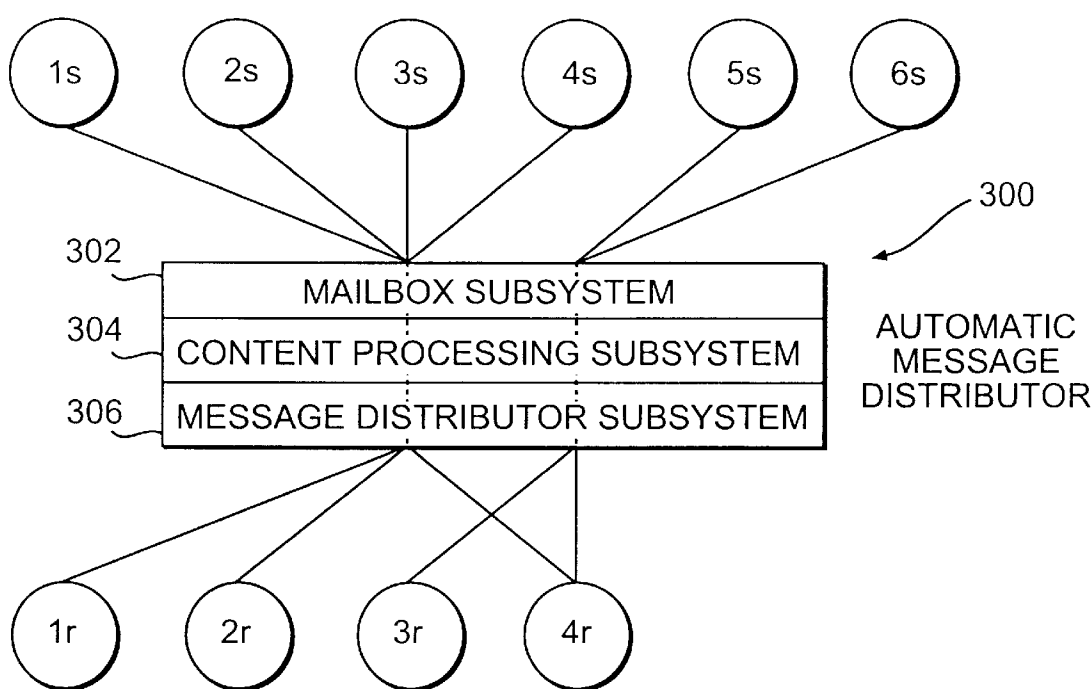 1s 2s 3s 4s 5s 6s
300
302
MAILBOX SUBSYSTEM
304
CONTENT PROCESSING SUBSYSTEM
306
MESSAGE DISTRIBUTOR SUBSYSTEM
AUTOMATIC
MESSAGE
DISTRIBUTOR
1r 2r 3r 4r